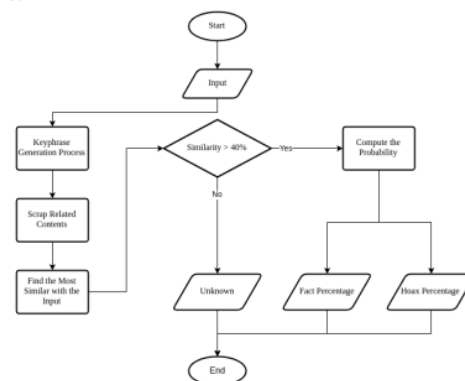 Start
Input
Keyphrase
Generation Process
Similarity > 40%
Yes
Compute the
Probability
No
Scrap Related
Contents
Find the Most
Similar with the
Input
Unknown
Fact Percentage
Hoax Percentage
End